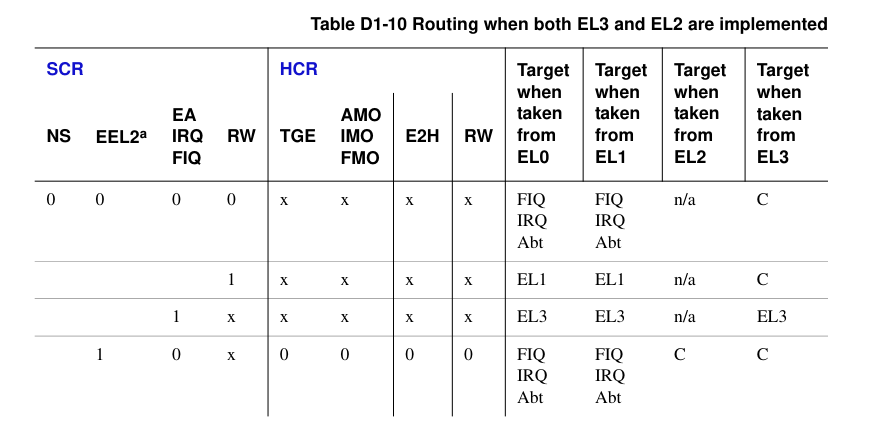 Table D1-10 Routing when both EL3 and EL2 are implemented
SCR HCR Target when taken from EL0 Target when taken from EL1 Target when taken from EL2 Target when taken from EL3
NS EEL2a EA IRQ FIQ RW TGE AMO IMO FMO E2H RW
0 0 0 0 x x x x FIQ FIQ n/a C
IRQ IRQ
Abt Abt
1 x x x x EL1 EL1 n/a C
1 x x x x x EL3 EL3 n/a EL3
1 0 x 0 0 0 0 FIQ FIQ C C
IRQ IRQ
Abt Abt